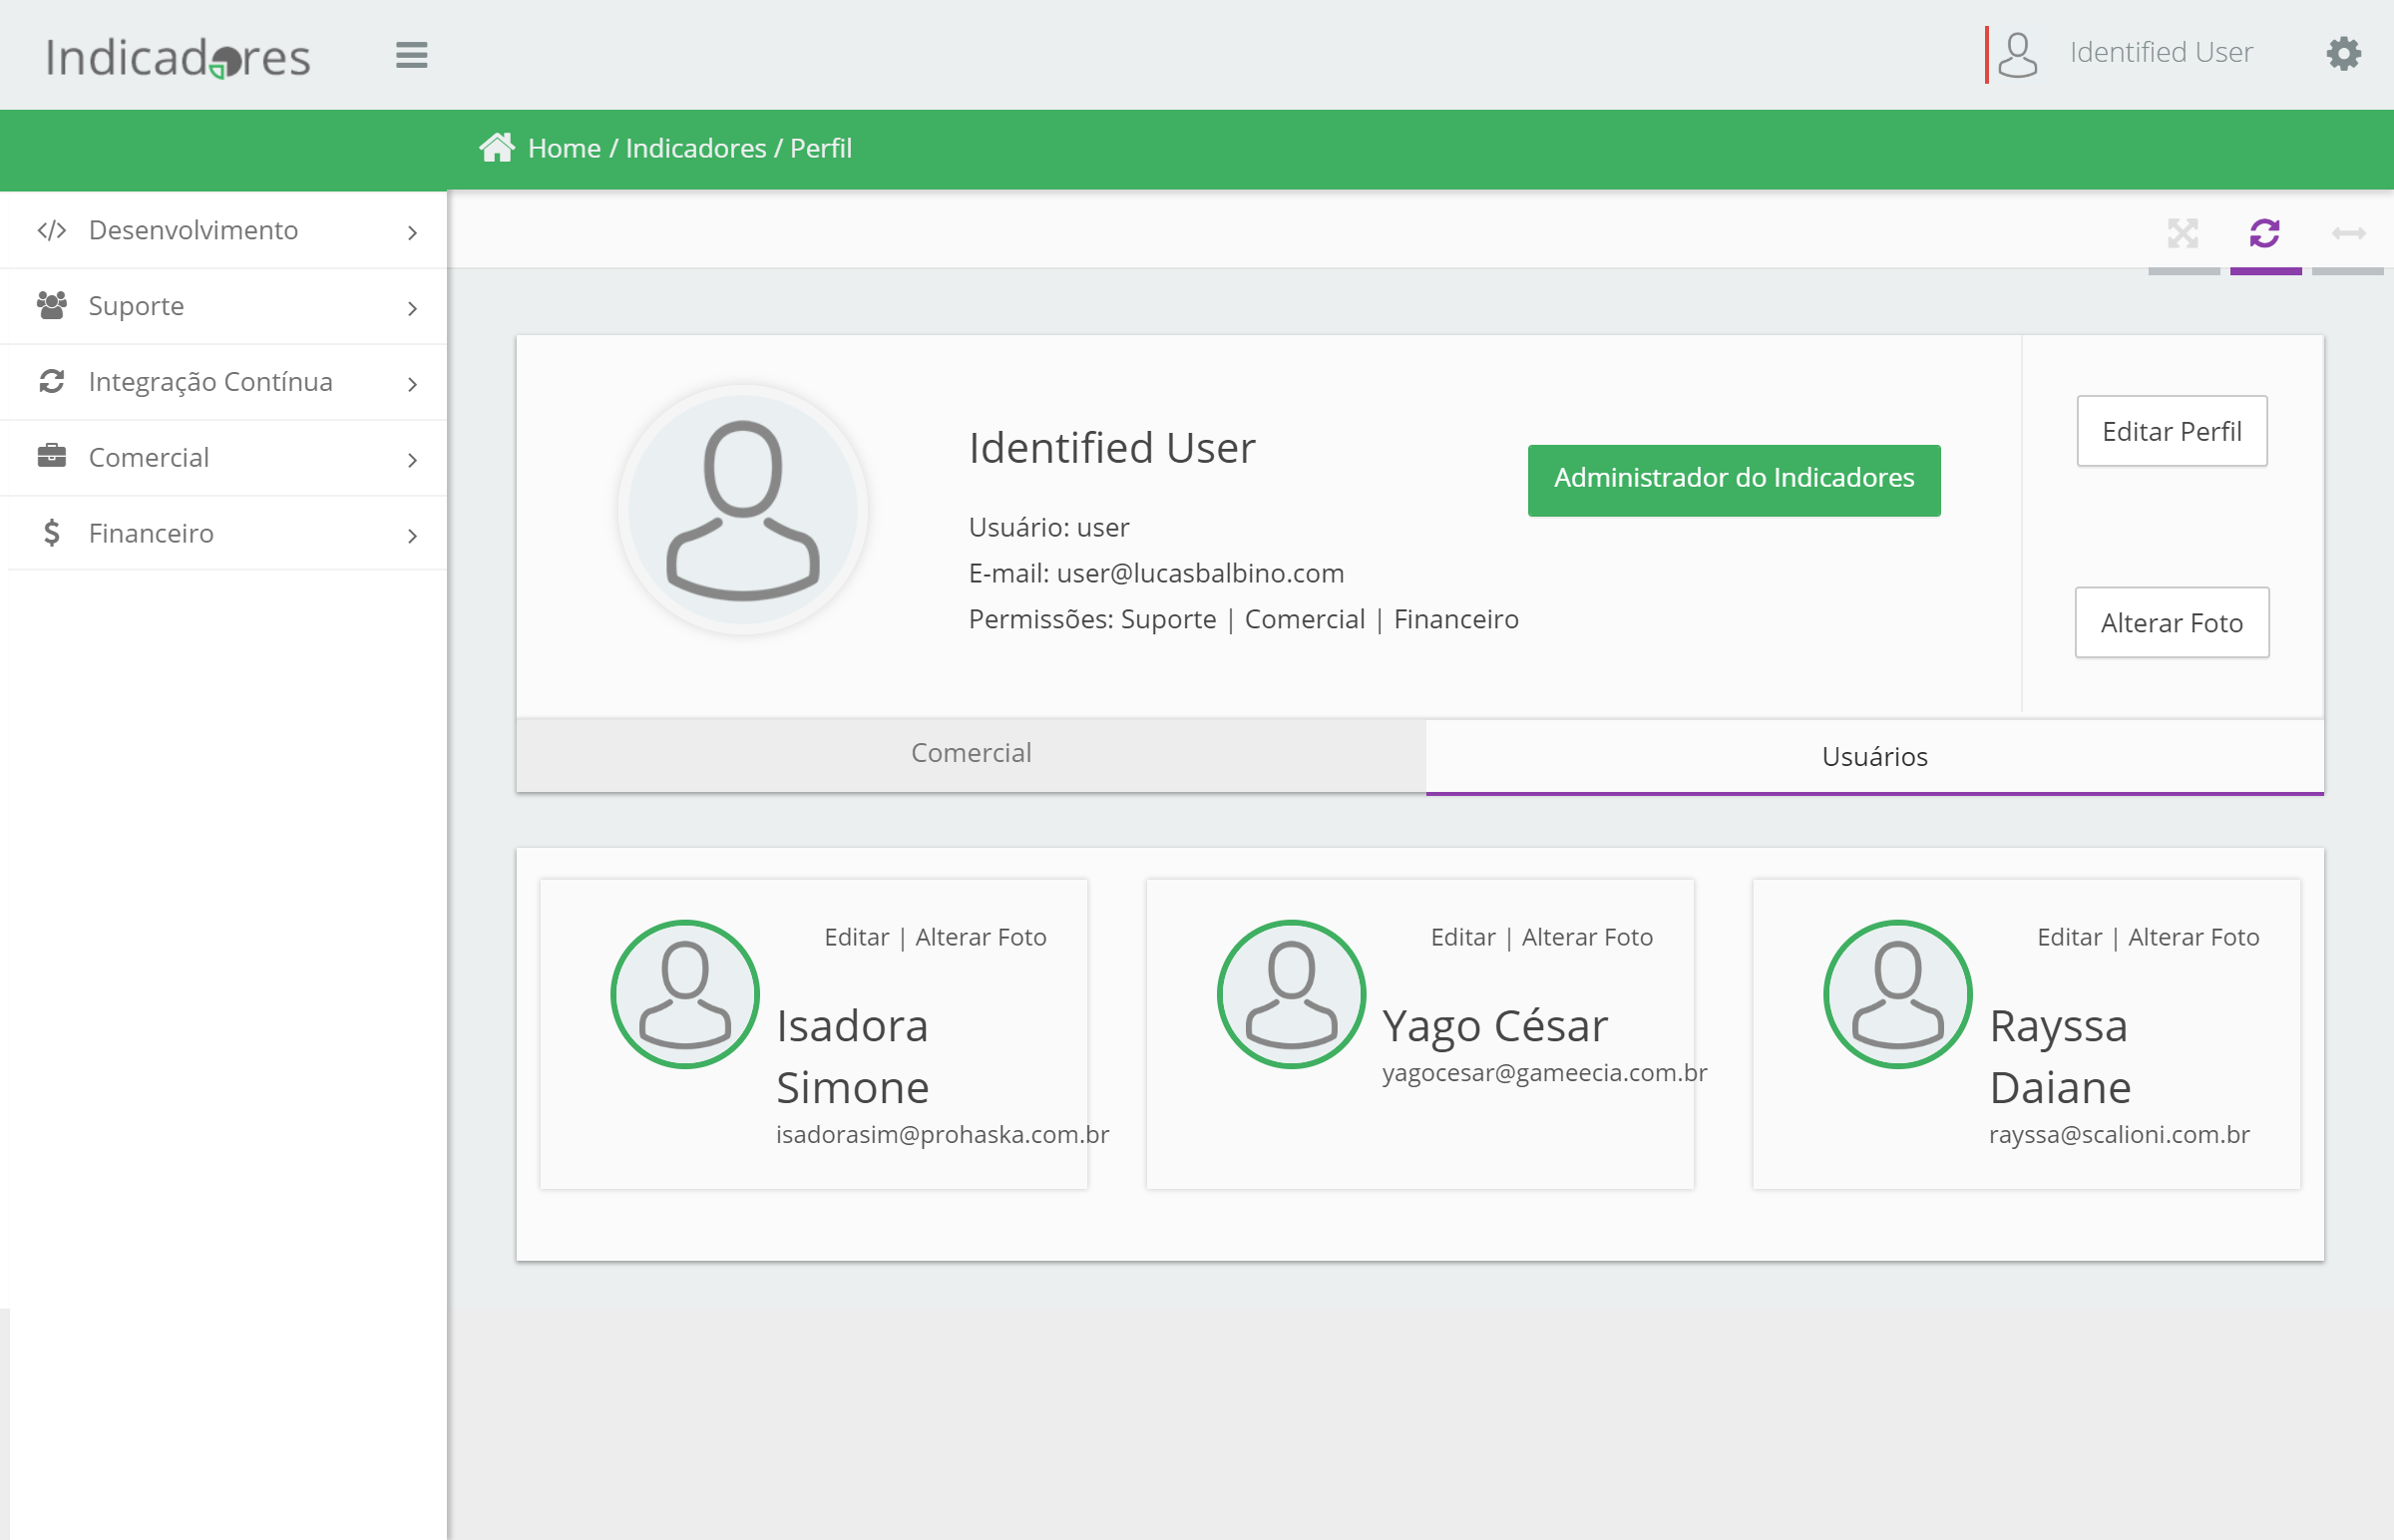 Indicadores
Identified User
Home / Indicadores / Perfil
Desenvolvimento
Suporte
Integração Contínua
Comercial
Financeiro
Identified User
Usuário: user
E-mail: user@lucasbalbino.com
Permissões: Suporte | Comercial | Financeiro
Administrador do Indicadores
Editar Perfil
Alterar Foto
Comercial
Usuários
Editar | Alterar Foto
Isadora
Simone
isadorasim@prohaska.com.br
Editar | Alterar Foto
Yago César
yagocesar@gameecia.com.br
Editar | Alterar Foto
Rayssa
Daiane
rayssa@scalioni.com.br